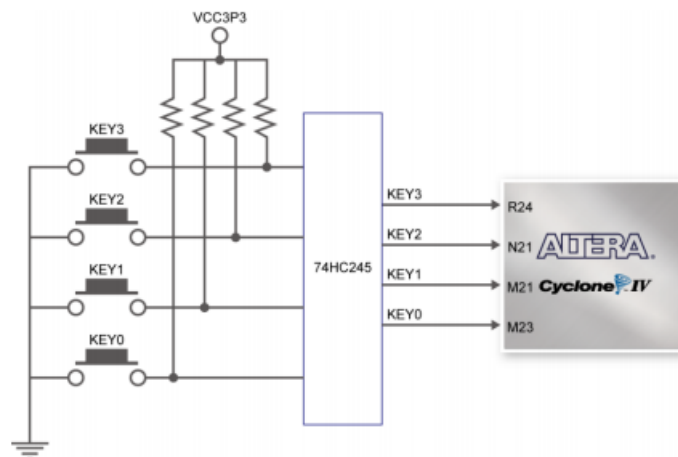 VCC3P3
KEY3
KEY2
KEY1
KEY0
74HC245
KEY3
KEY2
KEY1
KEY0
R24
N21
M21
M23
ALTERA.
Cyclone IV